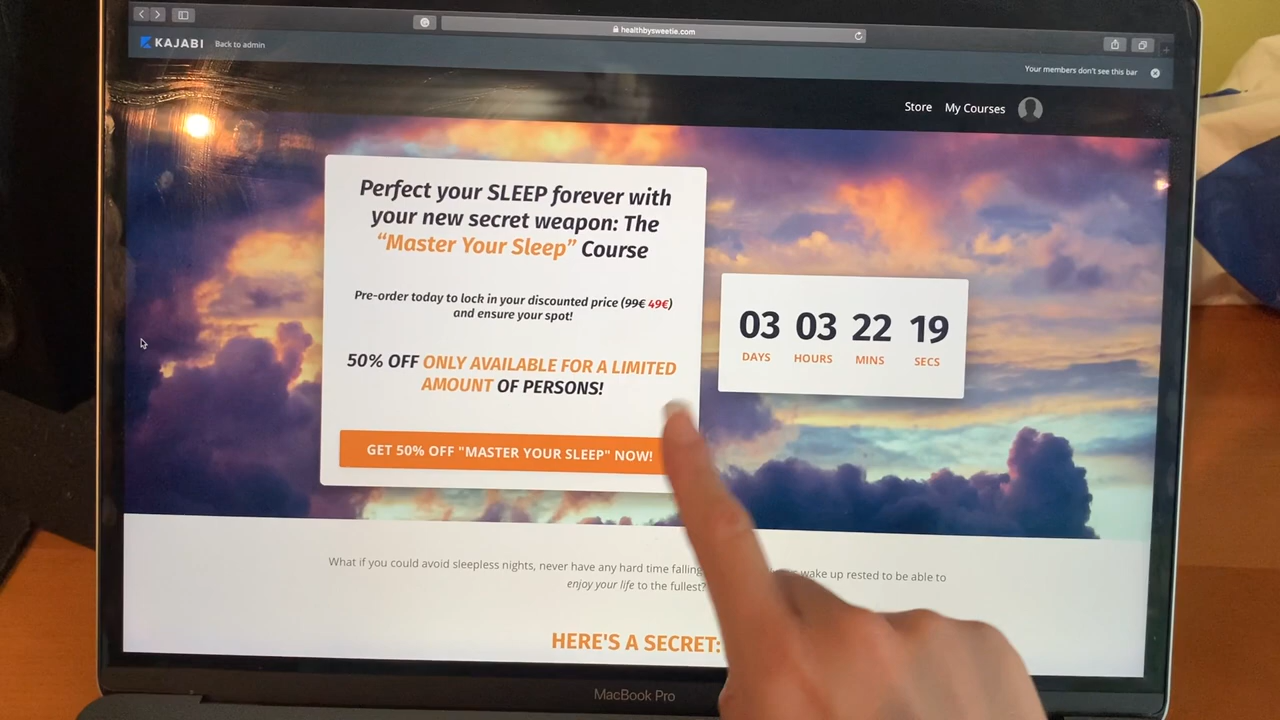 healthbysweetie.com
KAJABI Back to admin
Your members don't see this bar
Store My Courses
Perfect your SLEEP forever with
your new secret weapon: The
“Master Your Sleep” Course
Pre-order today to lock in your discounted price (99€ 49€)
and ensure your spot!
50% OFF ONLY AVAILABLE FOR A LIMITED
AMOUNT OF PERSONS!
GET 50% OFF "MASTER YOUR SLEEP" NOW!
03 03 22 19
DAYS HOURS MINS SECS
What if you could avoid sleepless nights, never have any hard time falling wake up rested to be able to
enjoy your life to the fullest?
HERE'S A SECRET:
MacBook Pro